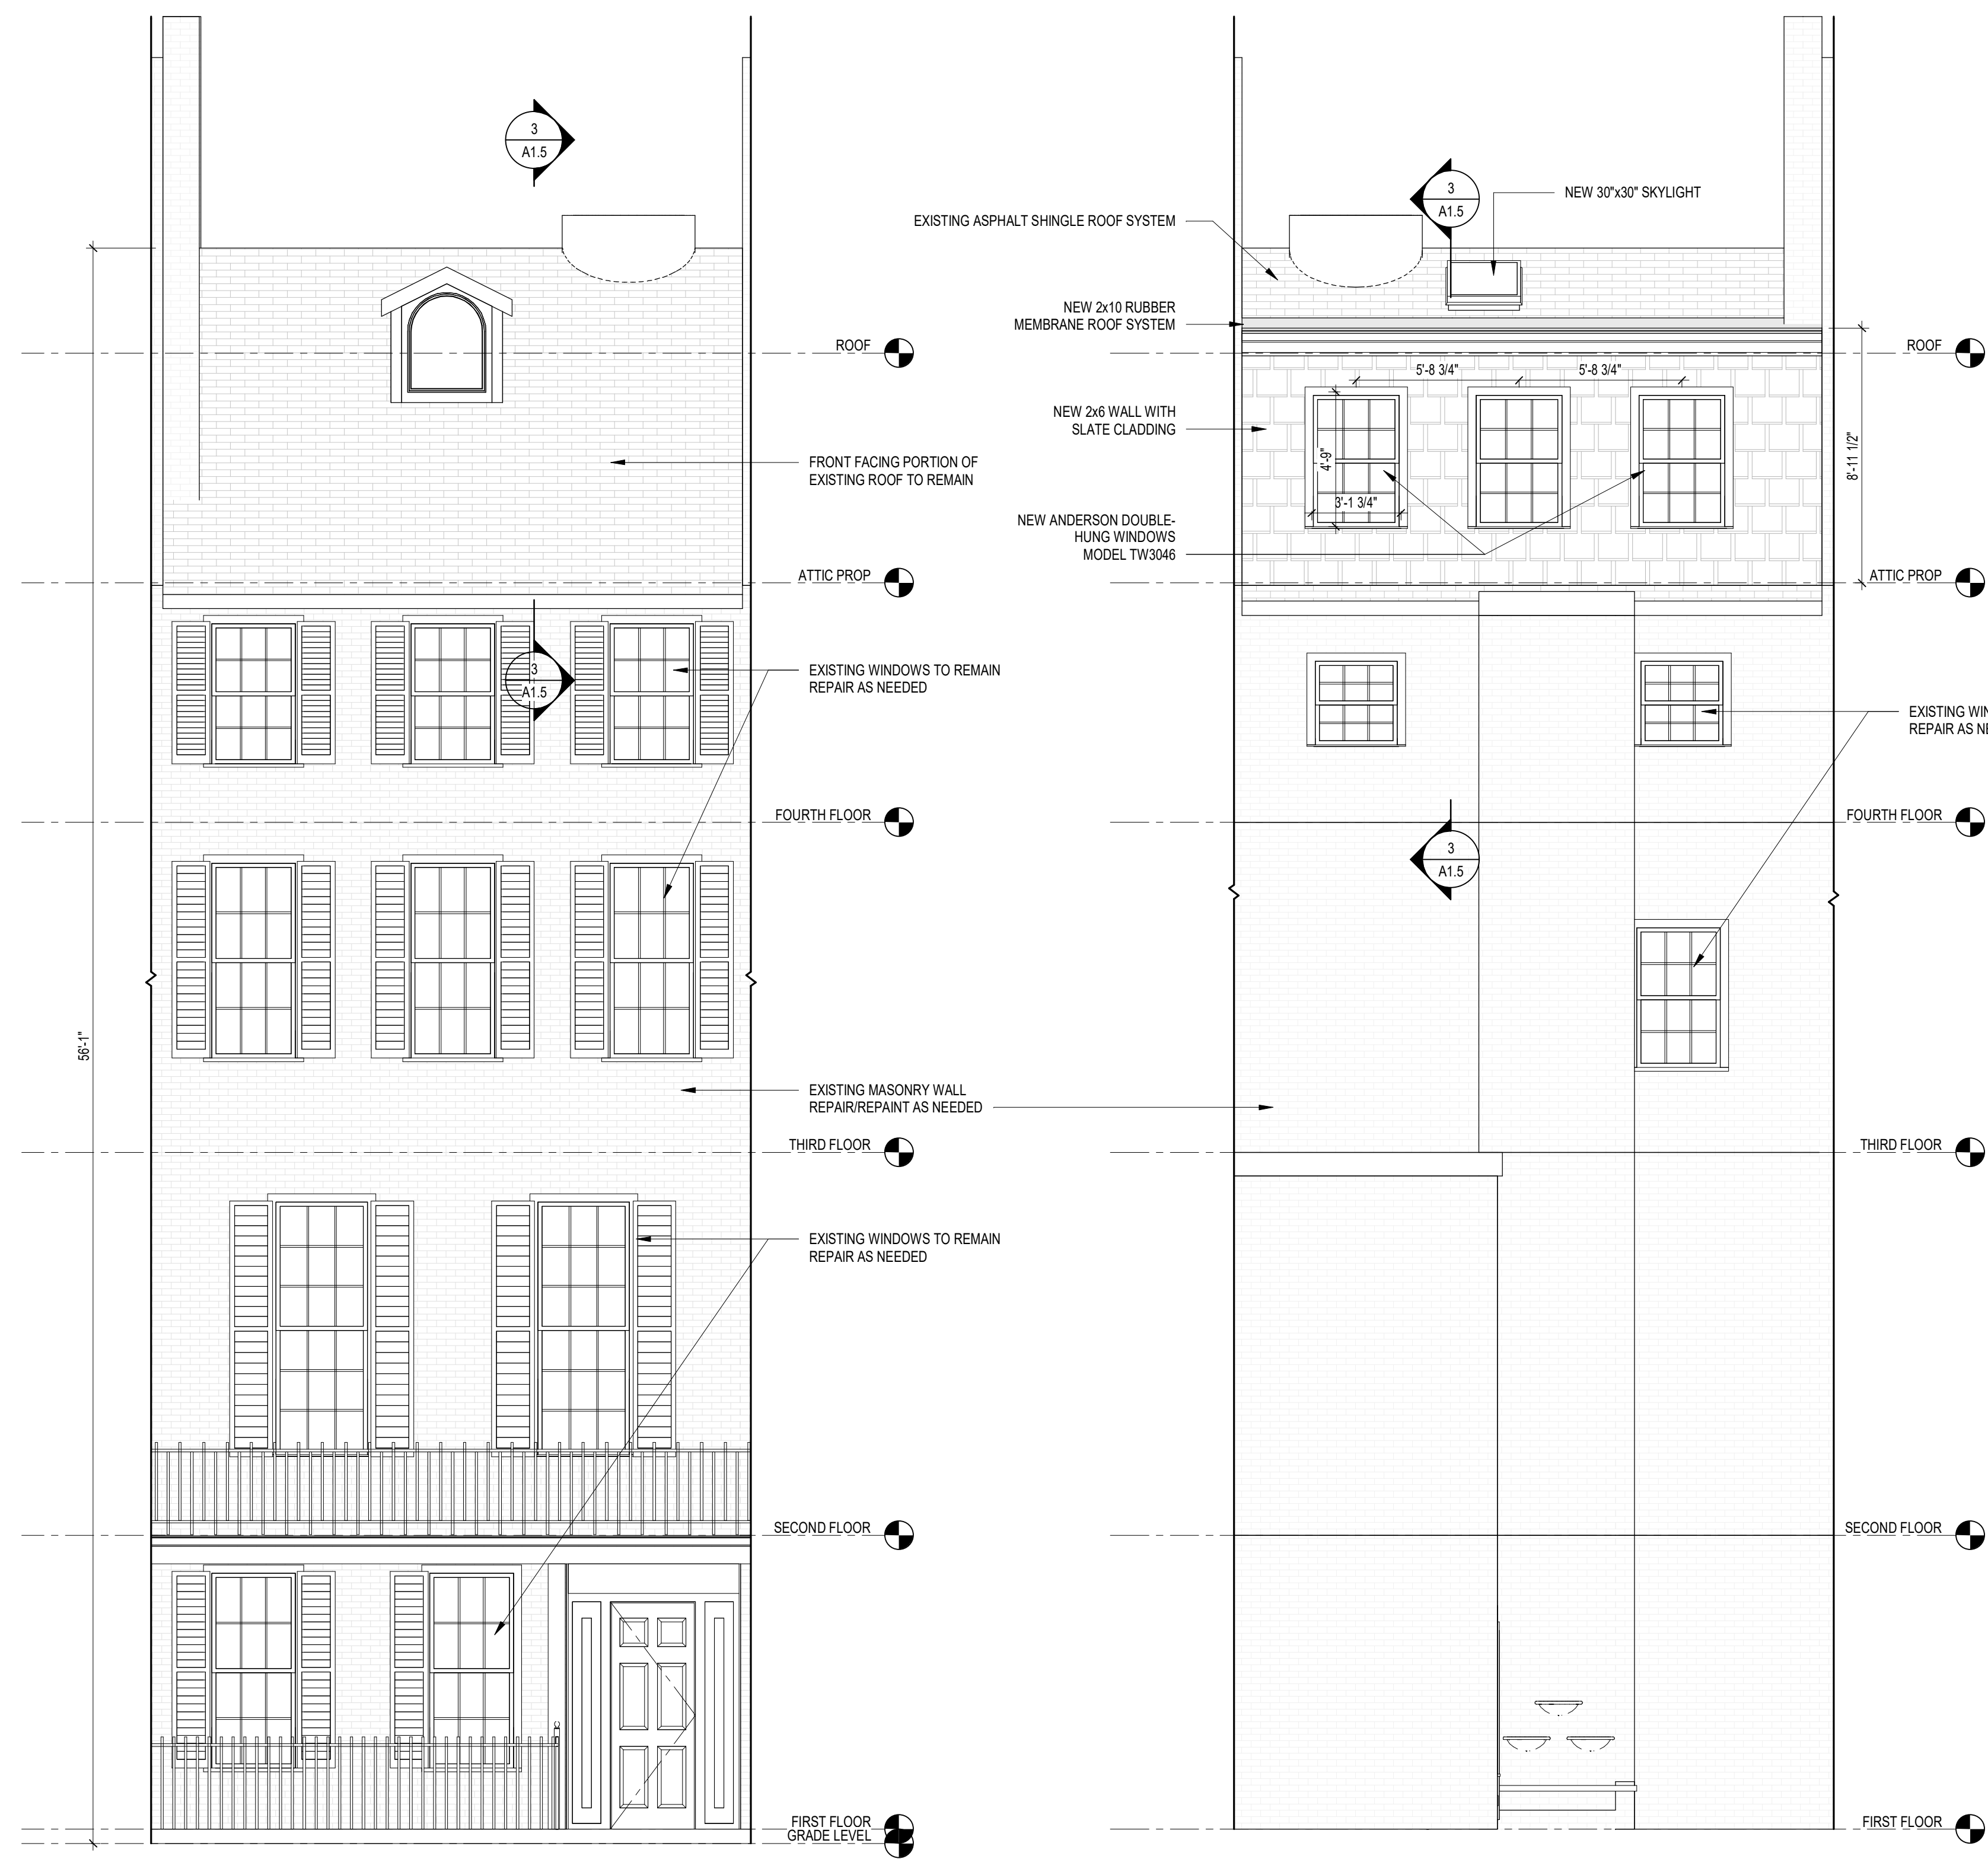 3
A1.5
ROOF
FRONT FACING PORTION OF
EXISTING ROOF TO REMAIN
ATTIC PROP
EXISTING WINDOWS TO REMAIN
REPAIR AS NEEDED
3
A1.5
FOURTH FLOOR
56'-1"
EXISTING MASONRY WALL
REPAIR/REPAINT AS NEEDED
THIRD FLOOR
EXISTING WINDOWS TO REMAIN
REPAIR AS NEEDED
SECOND FLOOR
FIRST FLOOR
GRADE LEVEL
3
A1.5
NEW 30"x30" SKYLIGHT
EXISTING ASPHALT SHINGLE ROOF SYSTEM
NEW 2x10 RUBBER
MEMBRANE ROOF SYSTEM
ROOF
5'-8 3/4"
5'-8 3/4"
NEW 2x6 WALL WITH
SLATE CLADDING
4'-9"
3'-1 3/4"
8'-11 1/2"
NEW ANDERSON DOUBLE-
HUNG WINDOWS
MODEL TW3046
ATTIC PROP
EXISTING WIN
REPAIR AS NE
FOURTH FLOOR
3
A1.5
THIRD FLOOR
SECOND FLOOR
FIRST FLOOR